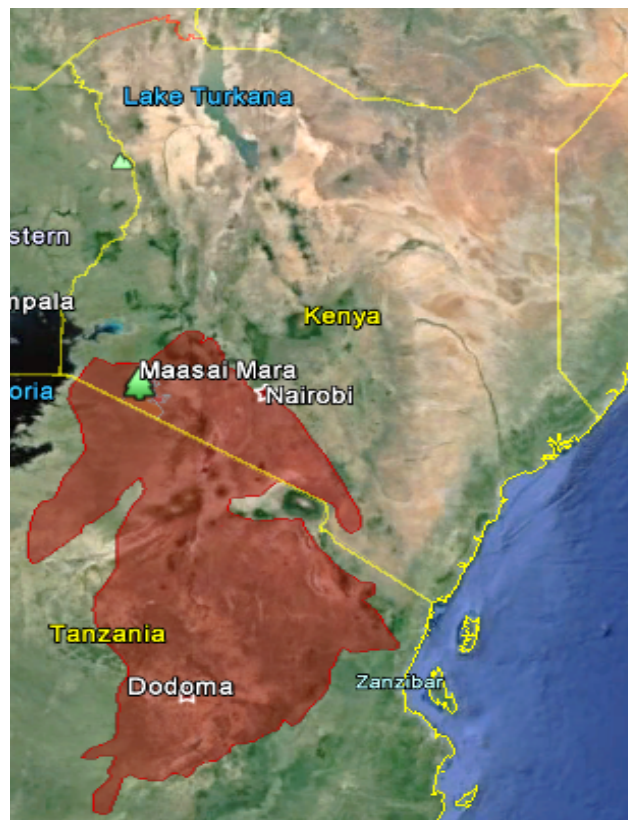 Lake Turkana
stern
mpala
Kenya
Maasai Mara
oria
Nairobi
Tanzania
Dodoma
Zanzibar